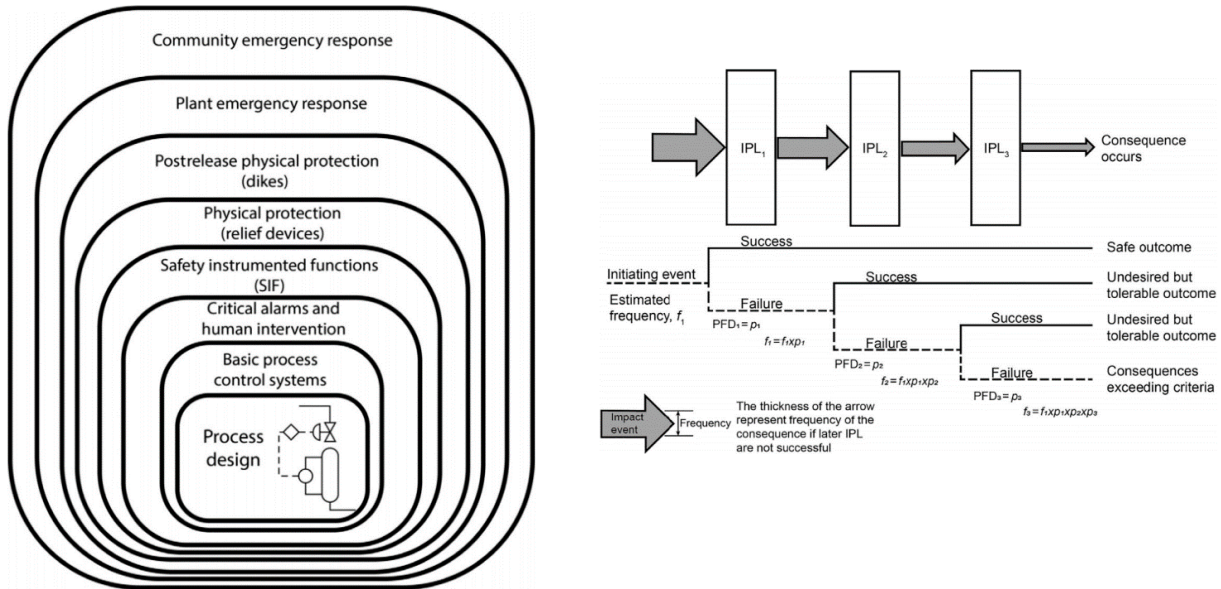 Community emergency response
Plant emergency response
Postrelease physical protection
(dikes)
Physical protection
(relief devices)
Safety instrumented functions
(SIF)
Critical alarms and
human intervention
Basic process
control systems
Process
design
IPL₁
IPL₂
IPL₃
Consequence
occurs
Success
Safe outcome
Initiating event
Success
Undesired but
tolerable outcome
Estimated
frequency, f₁
Failure
PFD₁ = p₁
f₁ = f₁xp₁
Success
Undesired but
tolerable outcome
Failure
PFD₂ = p₂
f₂ = f₁xp₁xp₂
Failure
Consequences
exceeding criteria
PFD₃ = p₃
f₃ = f₁xp₁xp₂xp₃
Impact
event
Frequency
The thickness of the arrow
represent frequency of the
consequence if later IPL
are not successful